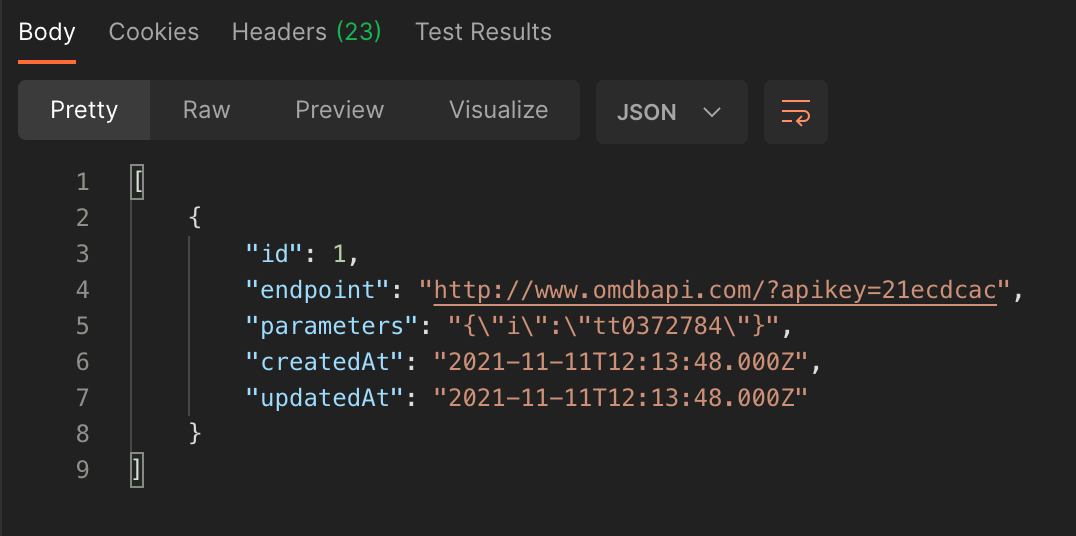 Body Cookies Headers (23) Test Results
Pretty Raw Preview Visualize JSON
1 [
2 {
3 "id": 1,
4 "endpoint": "http://www.omdbapi.com/?apikey=21ecdcac",
5 "parameters": "{\"i\":\"tt0372784\"}",
6 "createdAt": "2021-11-11T12:13:48.000Z",
7 "updatedAt": "2021-11-11T12:13:48.000Z"
8 }
9 ]